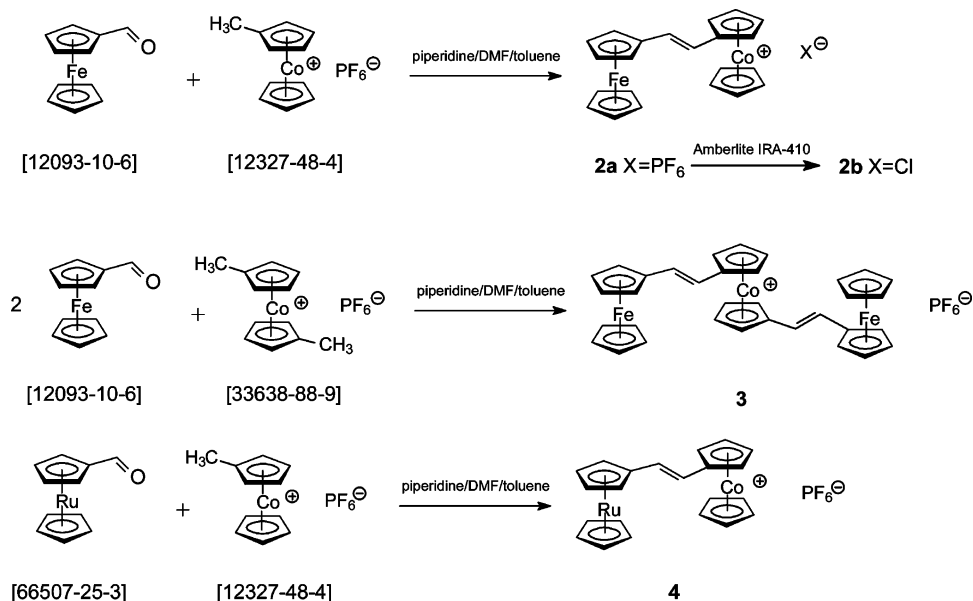 H₃C
O
Fe
+
Co ⊕ PF₆⊖
piperidine/DMF/toluene
Fe
Co ⊕
X⊖
[12093-10-6]
[12327-48-4]
2a X=PF₆
Amberlite IRA-410
2b X=Cl
2
O
Fe
+
H₃C
Co ⊕
CH₃
PF₆⊖
piperidine/DMF/toluene
Fe
Co ⊕
Fe
PF₆⊖
[12093-10-6]
[33638-88-9]
3
O
Ru
+
H₃C
Co ⊕ PF₆⊖
piperidine/DMF/toluene
Ru
Co ⊕
PF₆⊖
[66507-25-3]
[12327-48-4]
4